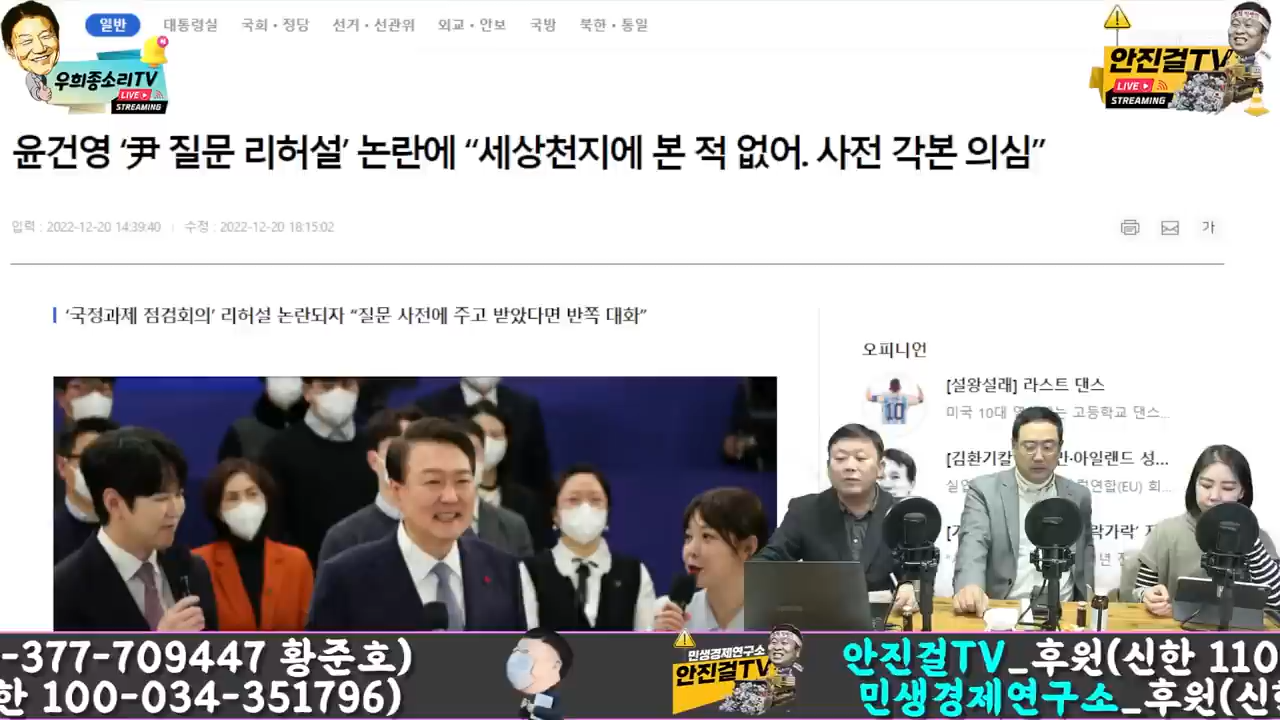 일반 대통령실 국회・정당 선거・선관위 외교・안보 국방 북한・통일
우희종소리TV
LIVE
STREAMING
안진걸TV
LIVE
STREAMING
윤건영 ‘尹 질문 리허설’ 논란에 “세상천지에 본 적 없어. 사전 각본 의심”
입력 : 2022-12-20 14:39:40 수정 : 2022-12-20 18:15:02
가
‘국정과제 점검회의’ 리허설 논란되자 “질문 사전에 주고 받았다면 반쪽 대화”
오피니언
[설왕설래] 라스트 댄스
미국 10대 는 고등학교 댄스...
10
[김환기칼 안·아일랜드 성...
연합(EU) 회...
-377-709447 황준호)
한 100-034-351796)
민생경제연구소
안진걸TV
안진걸TV_후원(신한 110
민생경제연구소_후원(신한